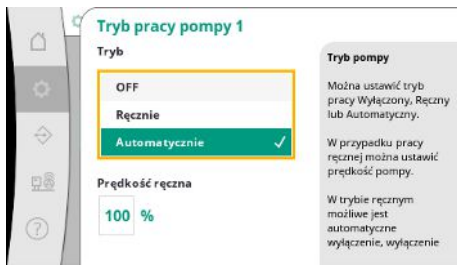 Tryb pracy pompy 1
Tryb
OFF
Ręcznie
Automatycznie
Prędkość ręczna
100 %
Tryb pompy
Można ustawić tryb
pracy Wyłączony, Ręczny
lub Automatyczny.
W przypadku pracy
ręcznej można ustawić
prędkość pompy.
W trybie ręcznym
możliwe jest
automatyczne
wyłączenie, wyłączenie